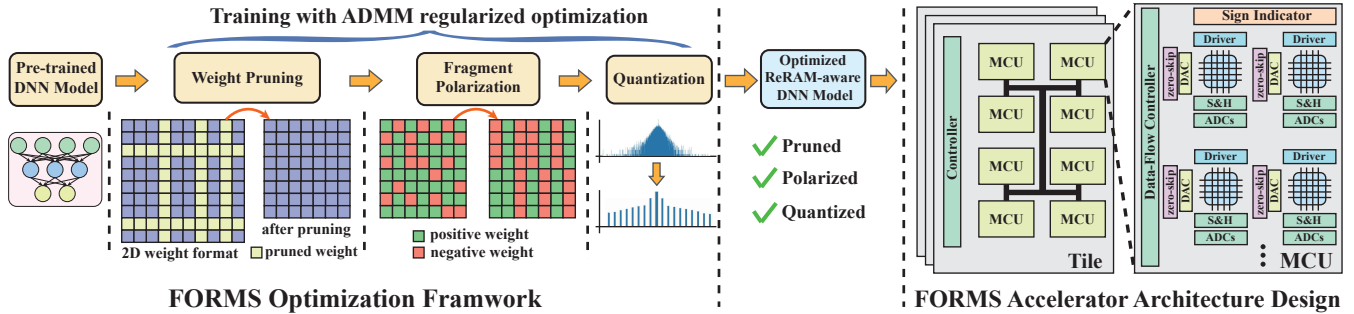 Training with ADMM regularized optimization
Pre-trained
DNN Model
Weight Pruning
Fragment
Polarization
Quantization
Optimized
ReRAM-aware
DNN Model
after pruning
2D weight format
pruned weight
positive weight
negative weight
Pruned
Polarized
Quantized
FORMS Optimization Framwork
Controller
MCU
MCU
MCU
MCU
MCU
MCU
MCU
MCU
Tile
Data-Flow Controller
Sign Indicator
Driver
Driver
zero-skip
DAC
zero-skip
DAC
S&H
S&H
ADCs
ADCs
Driver
Driver
zero-skip
DAC
zero-skip
DAC
S&H
S&H
ADCs
ADCs
MCU
FORMS Accelerator Architecture Design